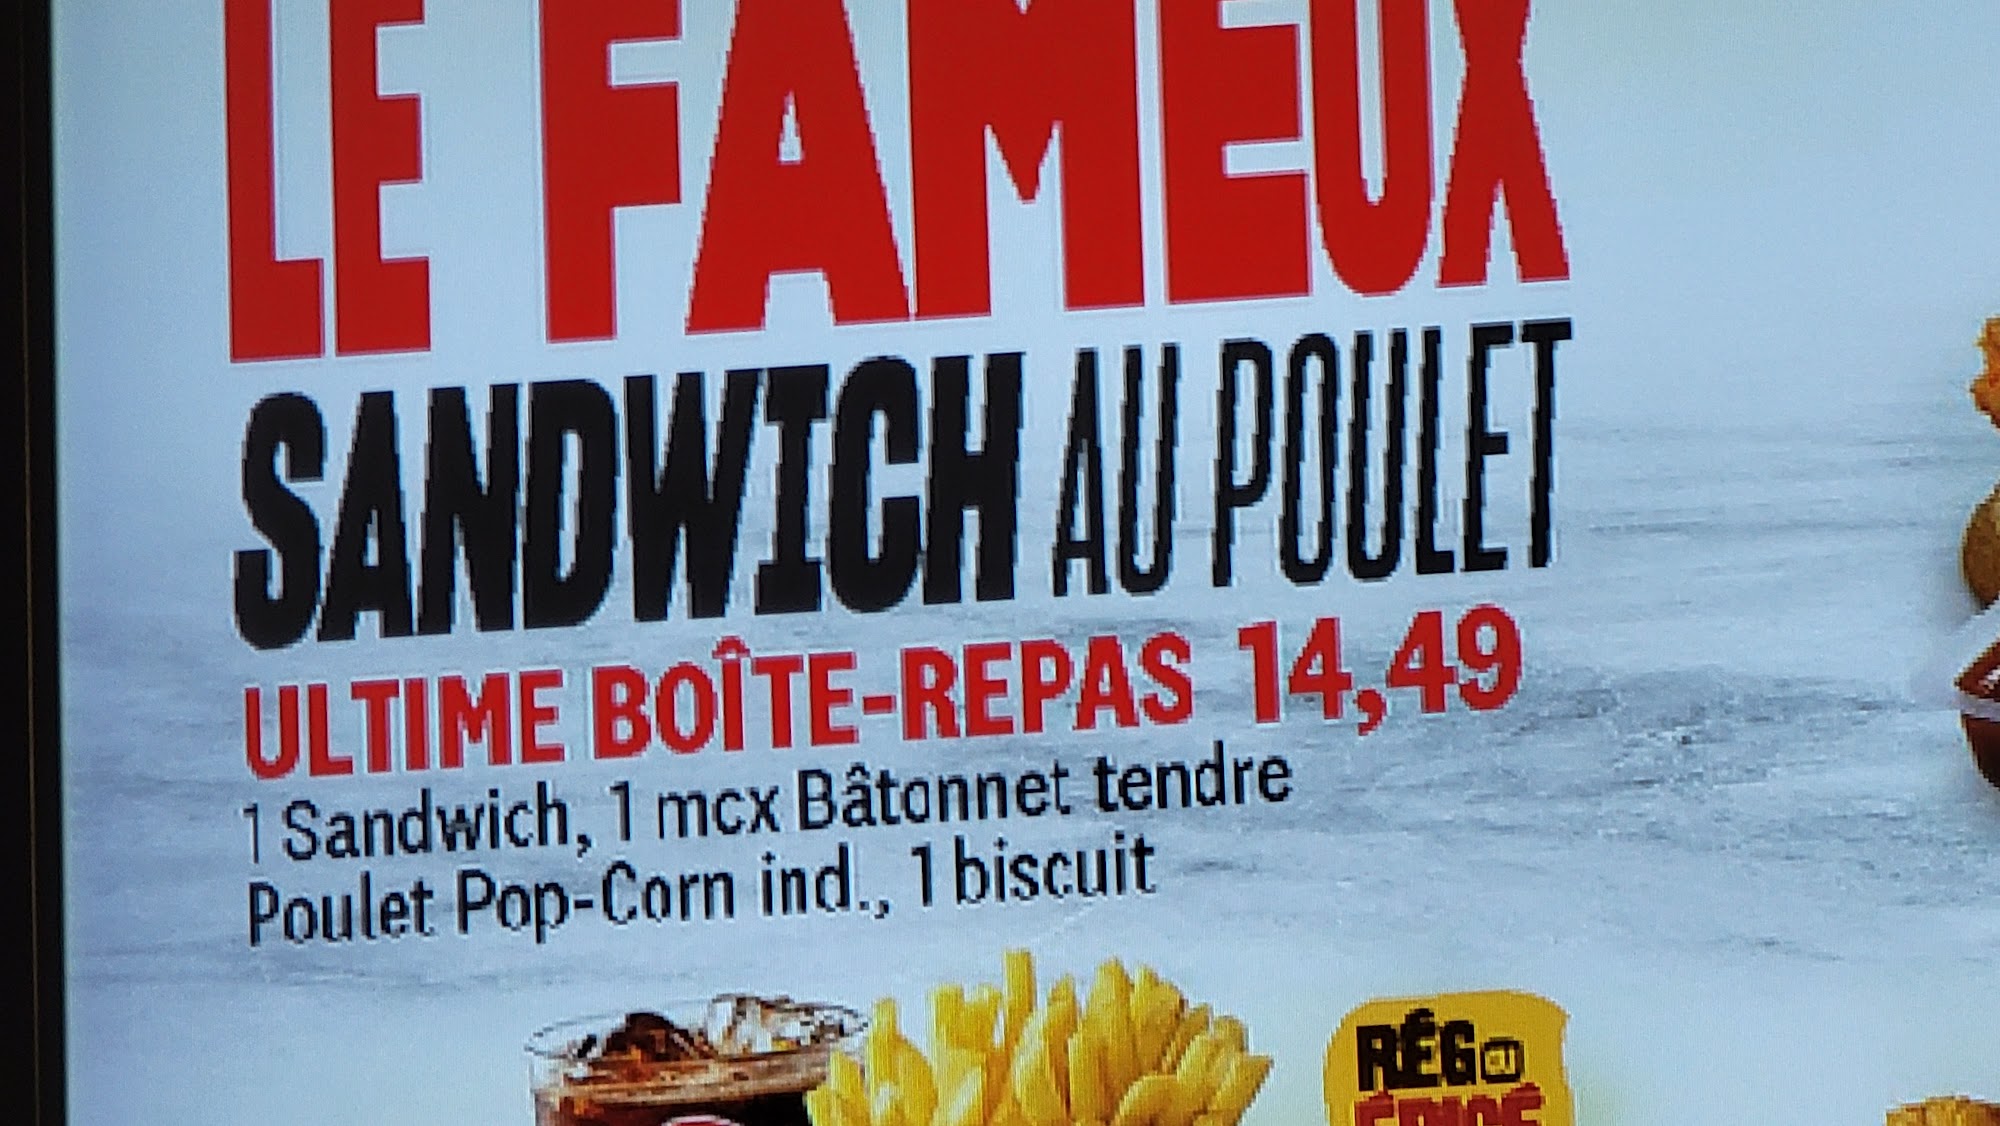 LE FAMEUX
SANDWICH AU POULET
ULTIME BOÎTE-REPAS 14,49
1 Sandwich, 1 mcx Bâtonnet tendre
Poulet Pop-Corn ind., 1 biscuit
RÉG
ÉPICÉ